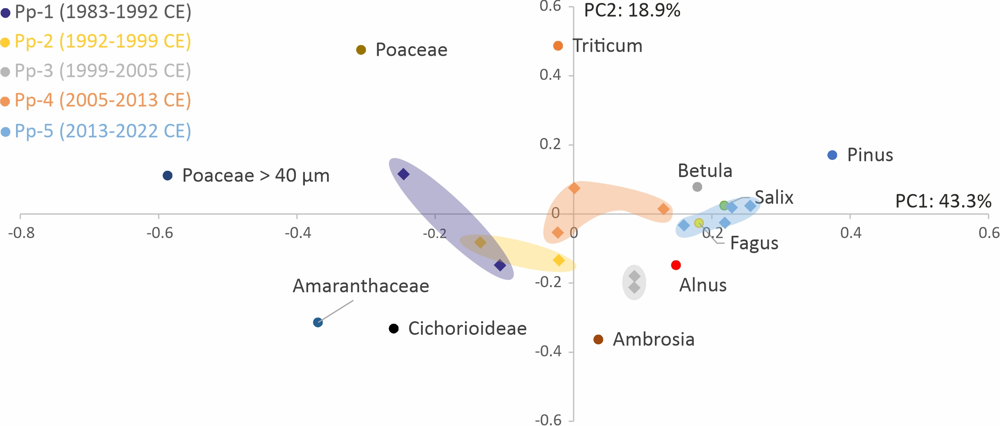 Pp-1 (1983-1992 CE)
Pp-2 (1992-1999 CE)
Pp-3 (1999-2005 CE)
Pp-4 (2005-2013 CE)
Pp-5 (2013-2022 CE)
0.6
PC2: 18.9%
Poaceae
Triticum
0.4
0.2
Pinus
Betula
Poaceae > 40 µm
Salix
PC1: 43.3%
0
-0.8
-0.6
-0.4
-0.2
0
0.2
0.4
0.6
Fagus
-0.2
Alnus
Amaranthaceae
Cichorioideae
Ambrosia
-0.4
-0.6